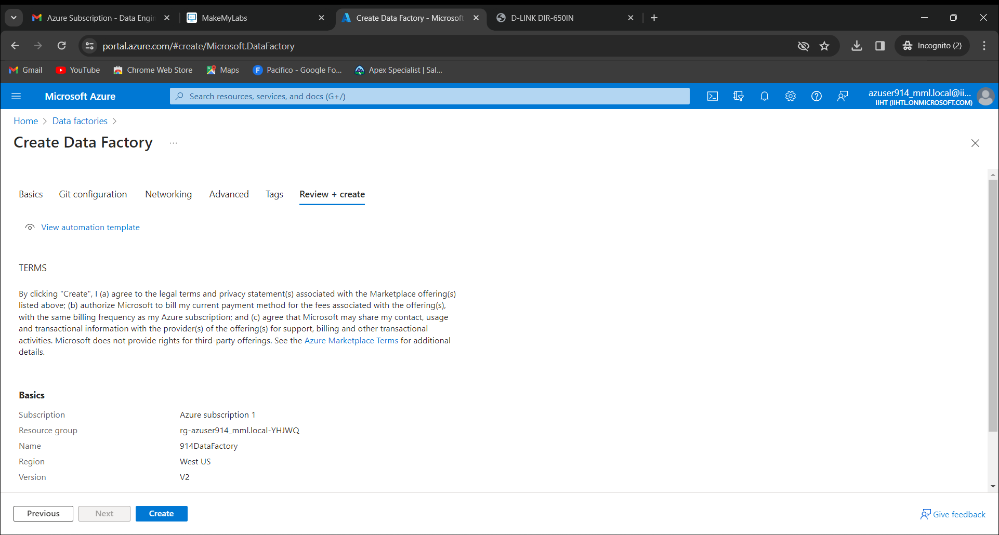 Azure Subscription - Data Engin
MakeMyLabs
Create Data Factory - Microsoft
D-LINK DIR-650IN
portal.azure.com/#create/Microsoft.DataFactory
Incognito (2)
Gmail
YouTube
Chrome Web Store
Maps
Pacifico - Google Fo...
Apex Specialist | Sal...
Microsoft Azure
Search resources, services, and docs (G+/)
azuser914_mml.local@ii...
IIHT (IIHTL.ONMICROSOFT.COM)
Home > Data factories >
Create Data Factory ...
Basics
Git configuration
Networking
Advanced
Tags
Review + create
View automation template
TERMS
By clicking "Create", I (a) agree to the legal terms and privacy statement(s) associated with the Marketplace offering(s)
listed above; (b) authorize Microsoft to bill my current payment method for the fees associated with the offering(s),
with the same billing frequency as my Azure subscription; and (c) agree that Microsoft may share my contact, usage
and transactional information with the provider(s) of the offering(s) for support, billing and other transactional
activities. Microsoft does not provide rights for third-party offerings. See the Azure Marketplace Terms for additional
details.
Basics
Subscription Azure subscription 1
Resource group rg-azuser914_mml.local-YHJWQ
Name 914DataFactory
Region West US
Version V2
Previous
Next
Create
Give feedback